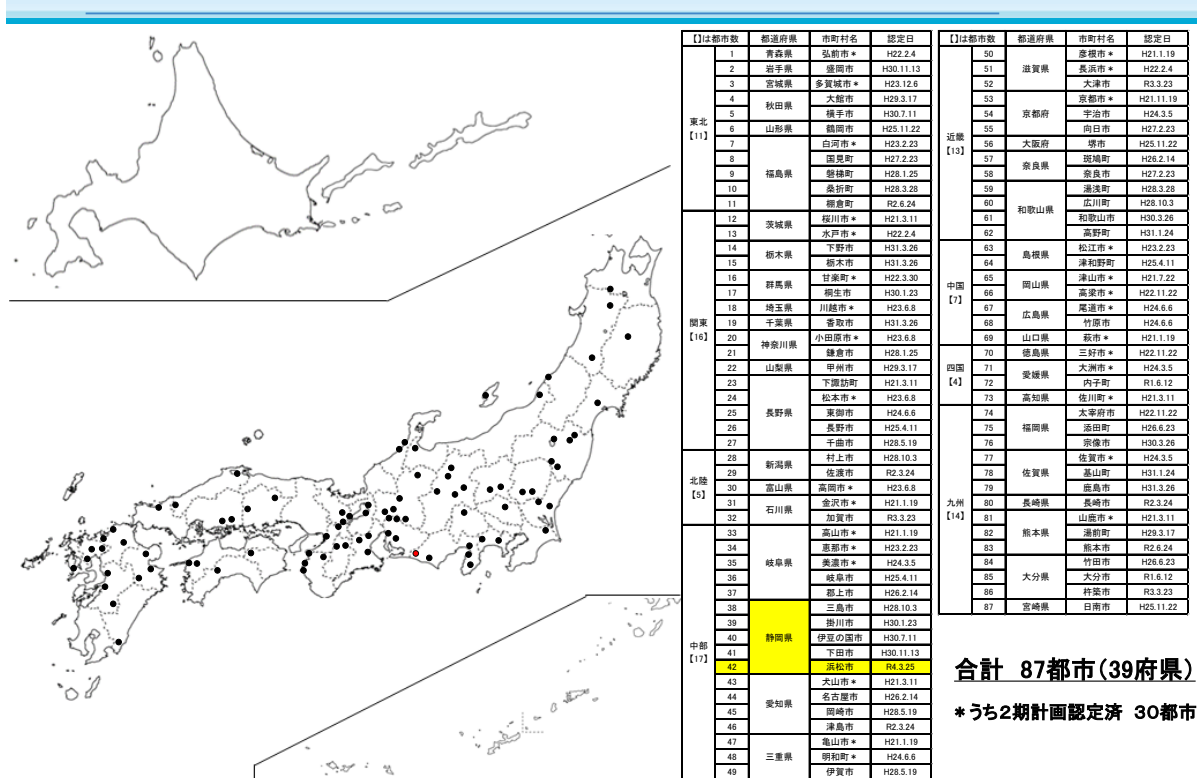 【】は都市数 都道府県 市町村名 認定日
東北【11】
1 青森県 弘前市* H22.2.4
2 岩手県 盛岡市 H30.11.13
3 宮城県 多賀城市* H23.12.6
4 秋田県 大館市 H29.3.17
5 横手市 H30.7.11
6 山形県 鶴岡市 H25.11.22
7 福島県 白河市* H23.2.23
8 国見町 H27.2.23
9 磐梯町 H28.1.25
10 桑折町 H28.3.28
11 棚倉町 R2.6.24
関東【16】
12 茨城県 桜川市* H21.3.11
13 水戸市* H22.2.4
14 栃木県 下野市 H31.3.26
15 栃木市 H31.3.26
16 群馬県 甘楽町* H22.3.30
17 桐生市 H30.1.23
18 埼玉県 川越市* H23.6.8
19 千葉県 香取市 H31.3.26
20 神奈川県 小田原市* H23.6.8
21 鎌倉市 H28.1.25
22 山梨県 甲州市 H29.3.17
23 長野県 下諏訪町 H21.3.11
24 松本市* H23.6.8
25 東御市 H24.6.6
26 長野市 H25.4.11
27 千曲市 H28.5.19
北陸【5】
28 新潟県 村上市 H28.10.3
29 佐渡市 R2.3.24
30 富山県 高岡市* H23.6.8
31 石川県 金沢市* H21.1.19
32 加賀市 R3.3.23
中部【17】
33 岐阜県 高山市* H21.1.19
34 恵那市* H23.2.23
35 美濃市* H24.3.5
36 岐阜市 H25.4.11
37 郡上市 H26.2.14
38 静岡県 三島市 H28.10.3
39 掛川市 H30.1.23
40 伊豆の国市 H30.7.11
41 下田市 H30.11.13
42 浜松市 R4.3.25
43 愛知県 犬山市* H21.3.11
44 名古屋市 H26.2.14
45 岡崎市 H28.5.19
46 津島市 R2.3.24
47 三重県 亀山市* H21.1.19
48 明和町* H24.6.6
49 伊賀市 H28.5.19
【】は都市数 都道府県 市町村名 認定日
近畿【13】
50 滋賀県 彦根市* H21.1.19
51 長浜市* H22.2.4
52 大津市 R3.3.23
53 京都府 京都市* H21.11.19
54 宇治市 H24.3.5
55 向日市 H27.2.23
56 大阪府 堺市 H25.11.22
57 奈良県 斑鳩町 H26.2.14
58 奈良市 H27.2.23
59 和歌山県 湯浅町 H28.3.28
60 広川町 H28.10.3
61 和歌山市 H30.3.26
62 高野町 H31.1.24
中国【7】
63 島根県 松江市* H23.2.23
64 津和野町 H25.4.11
65 岡山県 津山市* H21.7.22
66 高梁市* H22.11.22
67 広島県 尾道市* H24.6.6
68 竹原市 H24.6.6
69 山口県 萩市* H21.1.19
四国【4】
70 徳島県 三好市* H22.11.22
71 愛媛県 大洲市* H24.3.5
72 内子町 R1.6.12
73 高知県 佐川町* H21.3.11
九州【14】
74 福岡県 太宰府市 H22.11.22
75 添田町 H26.6.23
76 宗像市 H30.3.26
77 佐賀県 佐賀市* H24.3.5
78 基山町 H31.1.24
79 鹿島市 H31.3.26
80 長崎県 長崎市 R2.3.24
81 熊本県 山鹿市* H21.3.11
82 湯前町 H29.3.17
83 熊本市 R2.6.24
84 大分県 竹田市 H26.6.23
85 大分市 R1.6.12
86 杵築市 R3.3.23
87 宮崎県 日南市 H25.11.22
合計 87都市(39府県)
*うち2期計画認定済 30都市